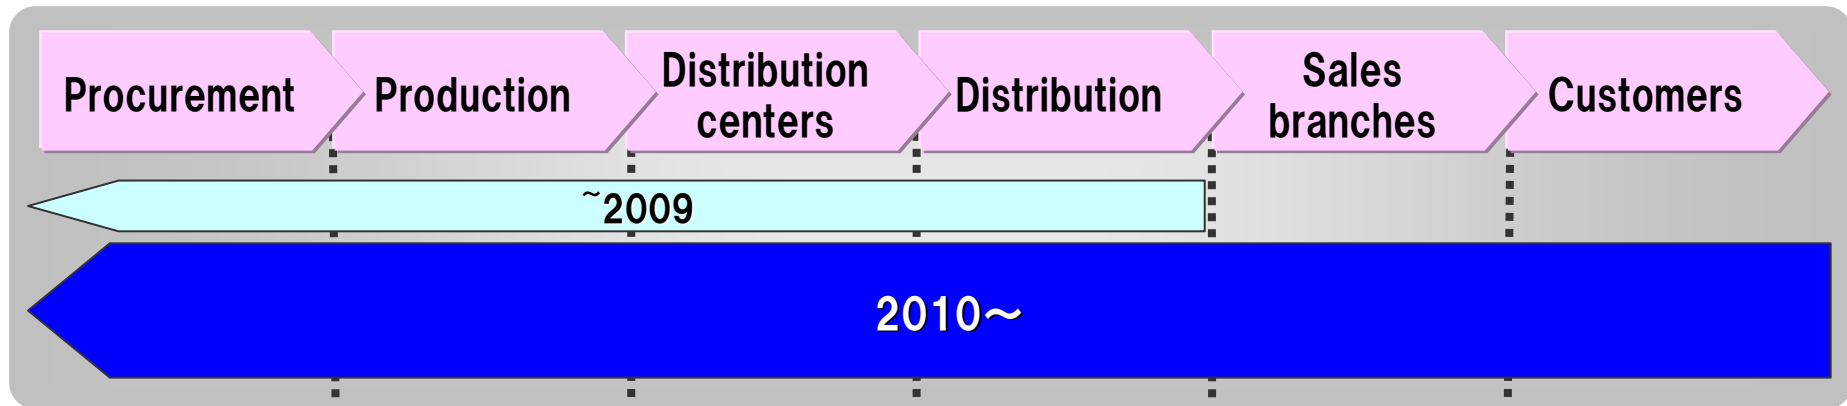 Procurement
Production
Distribution
centers
Distribution
Sales
branches
Customers
~2009
2010～